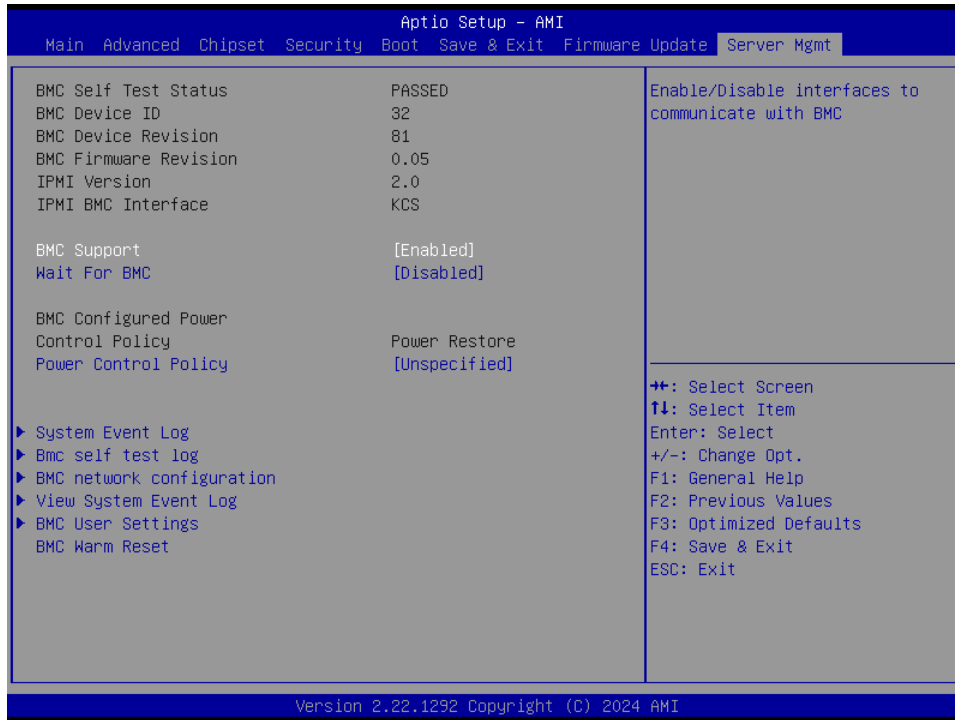 Aptio Setup – AMI
Main Advanced Chipset Security Boot Save & Exit Firmware Update Server Mgmt
BMC Self Test Status PASSED
BMC Device ID 32
BMC Device Revision 81
BMC Firmware Revision 0.05
IPMI Version 2.0
IPMI BMC Interface KCS
BMC Support [Enabled]
Wait For BMC [Disabled]
BMC Configured Power
Control Policy Power Restore
Power Control Policy [Unspecified]
System Event Log
Bmc self test log
BMC network configuration
View System Event Log
BMC User Settings
BMC Warm Reset
Enable/Disable interfaces to
communicate with BMC
→←: Select Screen
↑↓: Select Item
Enter: Select
+/-: Change Opt.
F1: General Help
F2: Previous Values
F3: Optimized Defaults
F4: Save & Exit
ESC: Exit
Version 2.22.1292 Copyright (C) 2024 AMI